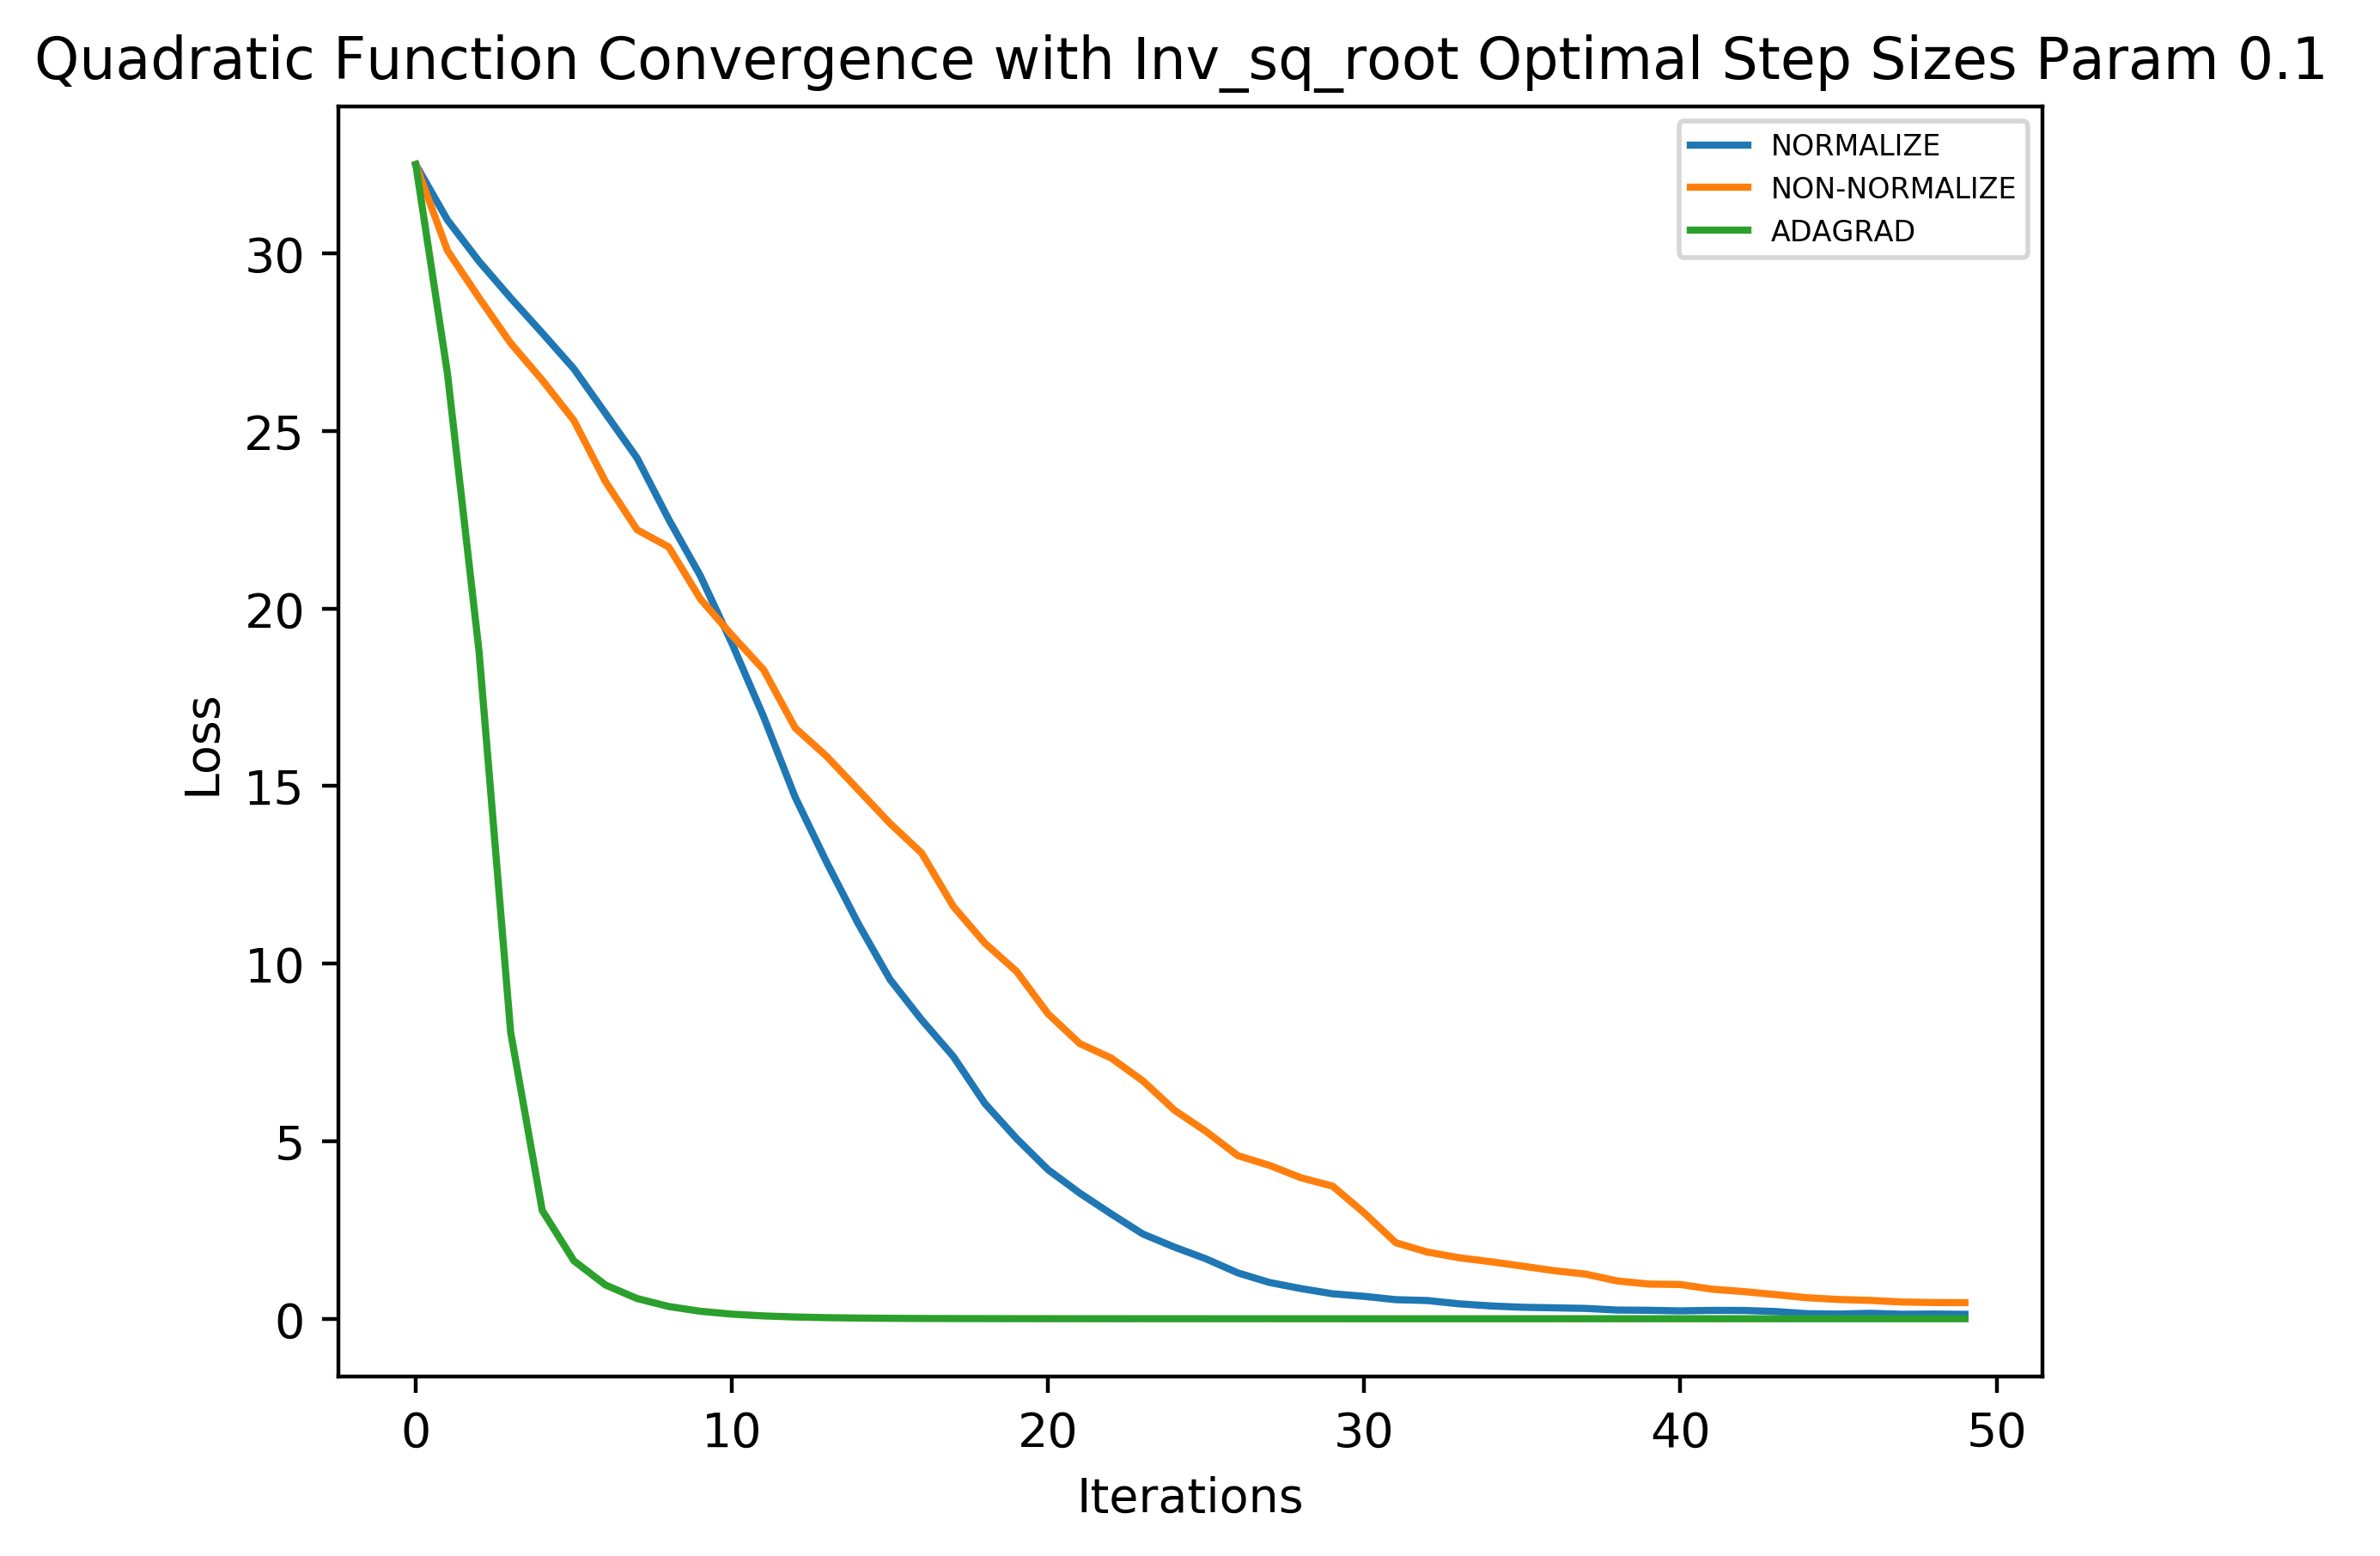 Quadratic Function Convergence with Inv_sq_root Optimal Step Sizes Param 0.1
NORMALIZE
NON-NORMALIZE
ADAGRAD
30
25
20
15
10
5
0
Loss
0 10 20 30 40 50
Iterations